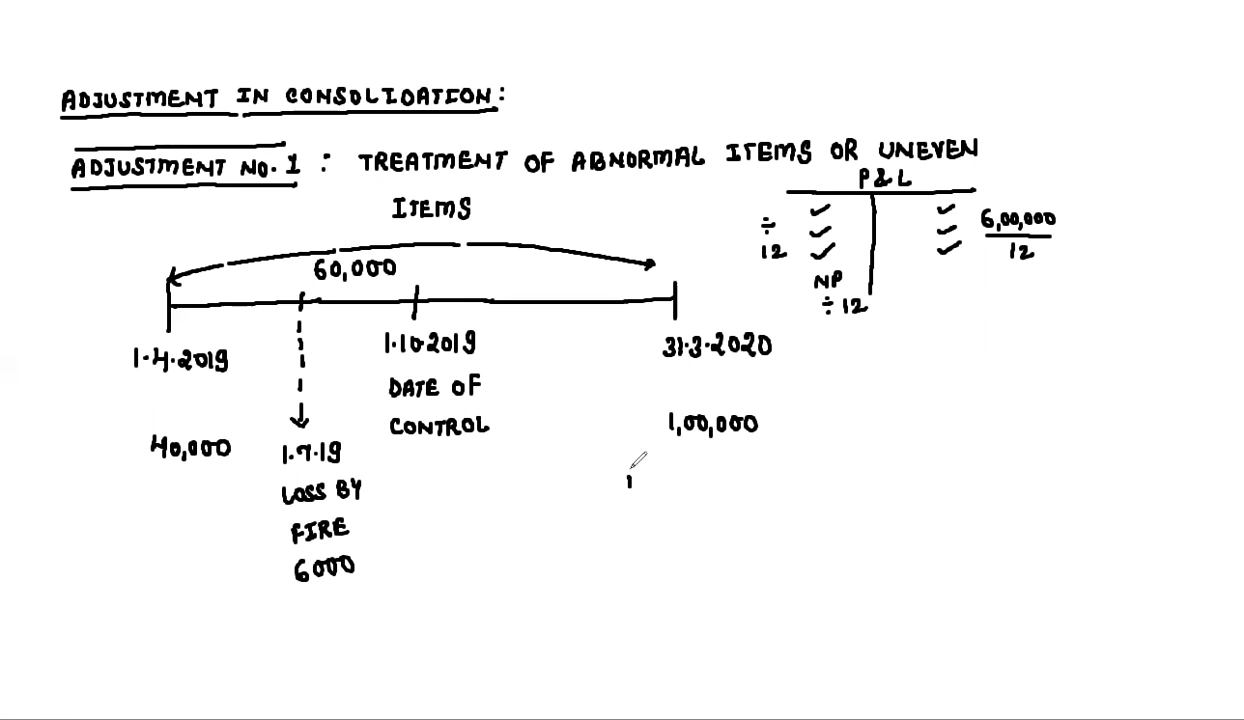 ADJUSTMENT IN CONSOLIDATION:
ADJUSTMENT NO. 1 : TREATMENT OF ABNORMAL ITEMS OR UNEVEN
ITEMS
P & L
÷
12
6,00,000
12
NP
÷ 12
60,000
1.4.2019
1.10.2019
31.3.2020
DATE OF
CONTROL
40,000
1,00,000
1.7.19
LOSS BY
FIRE
6000
1